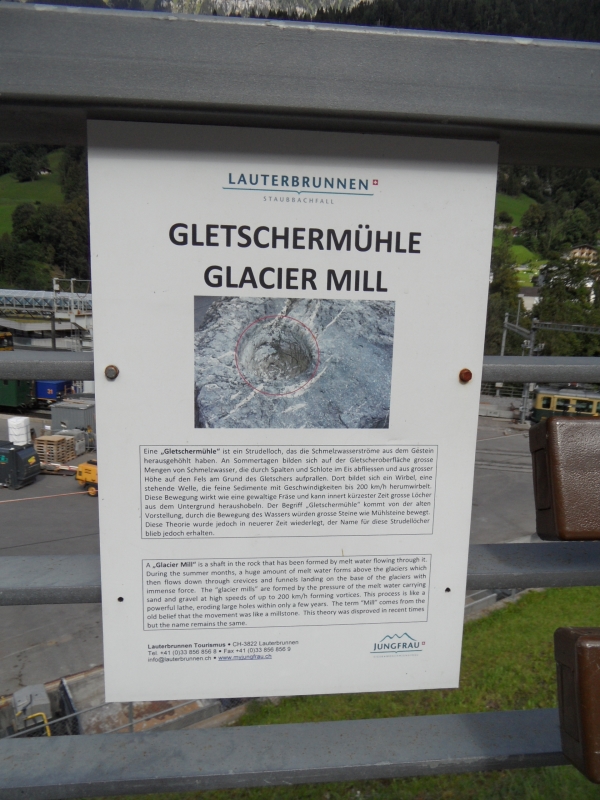 LAUTERBRUNNEN
STAUBBACHFALL
GLETSCHERMÜHLE
GLACIER MILL
Eine „Gletschermühle" ist ein Strudelloch, das die Schmelzwasserströme aus dem Gestein
herausgehöhlt haben. An Sommertagen bilden sich auf der Gletscheroberfläche grosse
Mengen von Schmelzwasser, die durch Spalten und Schlote im Eis abfliessen und aus grosser
Höhe auf den Fels am Grund des Gletschers aufprallen. Dort bildet sich ein Wirbel, eine
stehende Welle, die feine Sedimente mit Geschwindigkeiten bis 200 km/h herumwirbelt.
Diese Bewegung wirkt wie eine gewaltige Fräse und kann innert kürzester Zeit grosse Löcher
aus dem Untergrund heraushobeln. Der Begriff „Gletschermühle" kommt von der alten
Vorstellung, durch die Bewegung des Wassers würden grosse Steine wie Mühlsteine bewegt.
Diese Theorie wurde jedoch in neuerer Zeit wiederlegt, der Name für diese Strudellöcher
blieb jedoch erhalten.
A „Glacier Mill" is a shaft in the rock that has been formed by melt water flowing through it.
During the summer months, a huge amount of melt water forms above the glaciers which
then flows down through crevices and funnels landing on the base of the glaciers with
immense force. The "glacier mills" are formed by the pressure of the melt water carrying
sand and gravel at high speeds of up to 200 km/h forming vortices. This process is like a
powerful lathe, eroding large holes within only a few years. The term "Mill" comes from the
old belief that the movement was like a millstone. This theory was disproved in recent times
but the name remains the same.
Lauterbrunnen Tourismus • CH-3822 Lauterbrunnen
Tel. +41 (0)33 856 856 8 • Fax +41 (0)33 856 856 9
info@lauterbrunnen.ch • www.myjungfrau.ch
JUNGFRAU